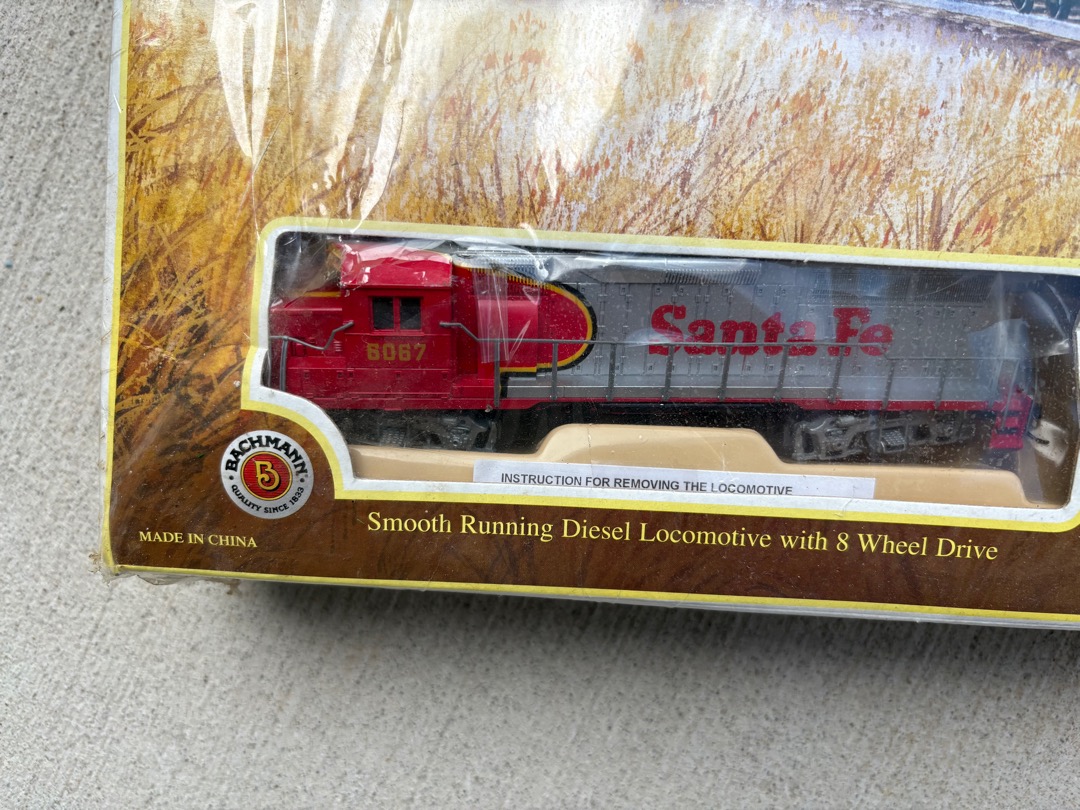 Santa Fe
6067
BACHMANN
B
QUALITY SINCE 1833
INSTRUCTION FOR REMOVING THE LOCOMOTIVE
Smooth Running Diesel Locomotive with 8 Wheel Drive
MADE IN CHINA